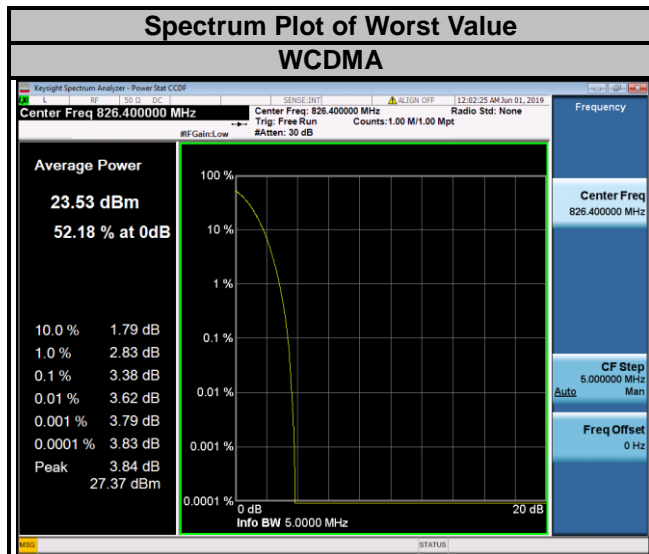 Spectrum Plot of Worst Value
WCDMA
Keysight Spectrum Analyzer - Power Stat CCDF
LXI L RF 50 Ω DC SENSE:INT ALIGN OFF 12:02:25 AM Jun 01, 2019
Center Freq 826.400000 MHz
Center Freq: 826.400000 MHz Radio Std: None
Trig: Free Run Counts:1.00 M/1.00 Mpt
#IFGain:Low #Atten: 30 dB
Frequency
Average Power
23.53 dBm
52.18 % at 0dB
10.0 % 1.79 dB
1.0 % 2.83 dB
0.1 % 3.38 dB
0.01 % 3.62 dB
0.001 % 3.79 dB
0.0001 % 3.83 dB
Peak 3.84 dB
27.37 dBm
100 %
10 %
1 %
0.1 %
0.01 %
0.001 %
0.0001 %
0 dB 20 dB
Info BW 5.0000 MHz
Center Freq
826.400000 MHz
CF Step
5.000000 MHz
Auto Man
Freq Offset
0 Hz
MSG STATUS